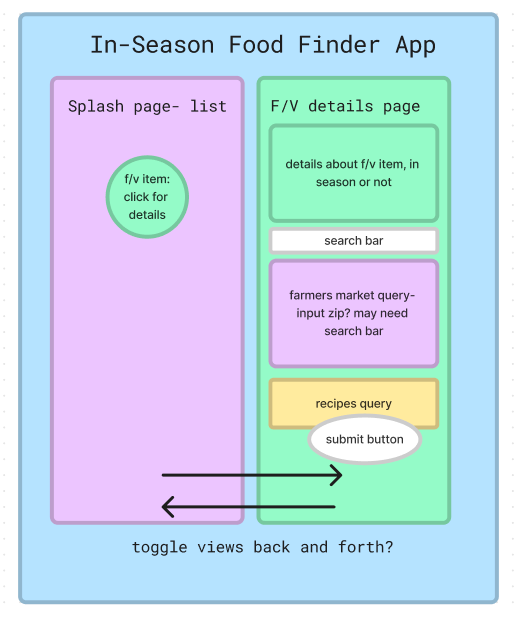 In-Season Food Finder App
Splash page- list
f/v item:
click for
details
F/V details page
details about f/v item, in
season or not
search bar
farmers market query-
input zip? may need
search bar
recipes query
submit button
toggle views back and forth?